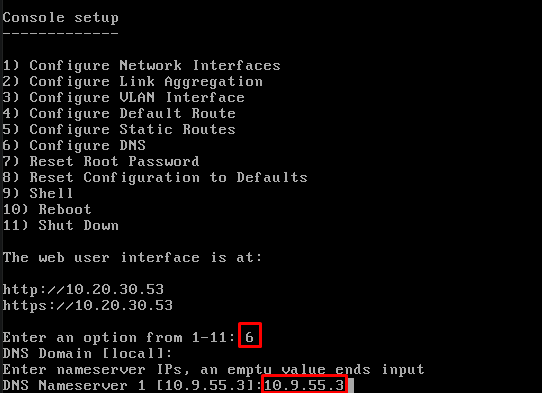 Console setup
-------------
1) Configure Network Interfaces
2) Configure Link Aggregation
3) Configure VLAN Interface
4) Configure Default Route
5) Configure Static Routes
6) Configure DNS
7) Reset Root Password
8) Reset Configuration to Defaults
9) Shell
10) Reboot
11) Shut Down
The web user interface is at:
http://10.20.30.53
https://10.20.30.53
Enter an option from 1-11: 6
DNS Domain [local]:
Enter nameserver IPs, an empty value ends input
DNS Nameserver 1 [10.9.55.3]:10.9.55.3